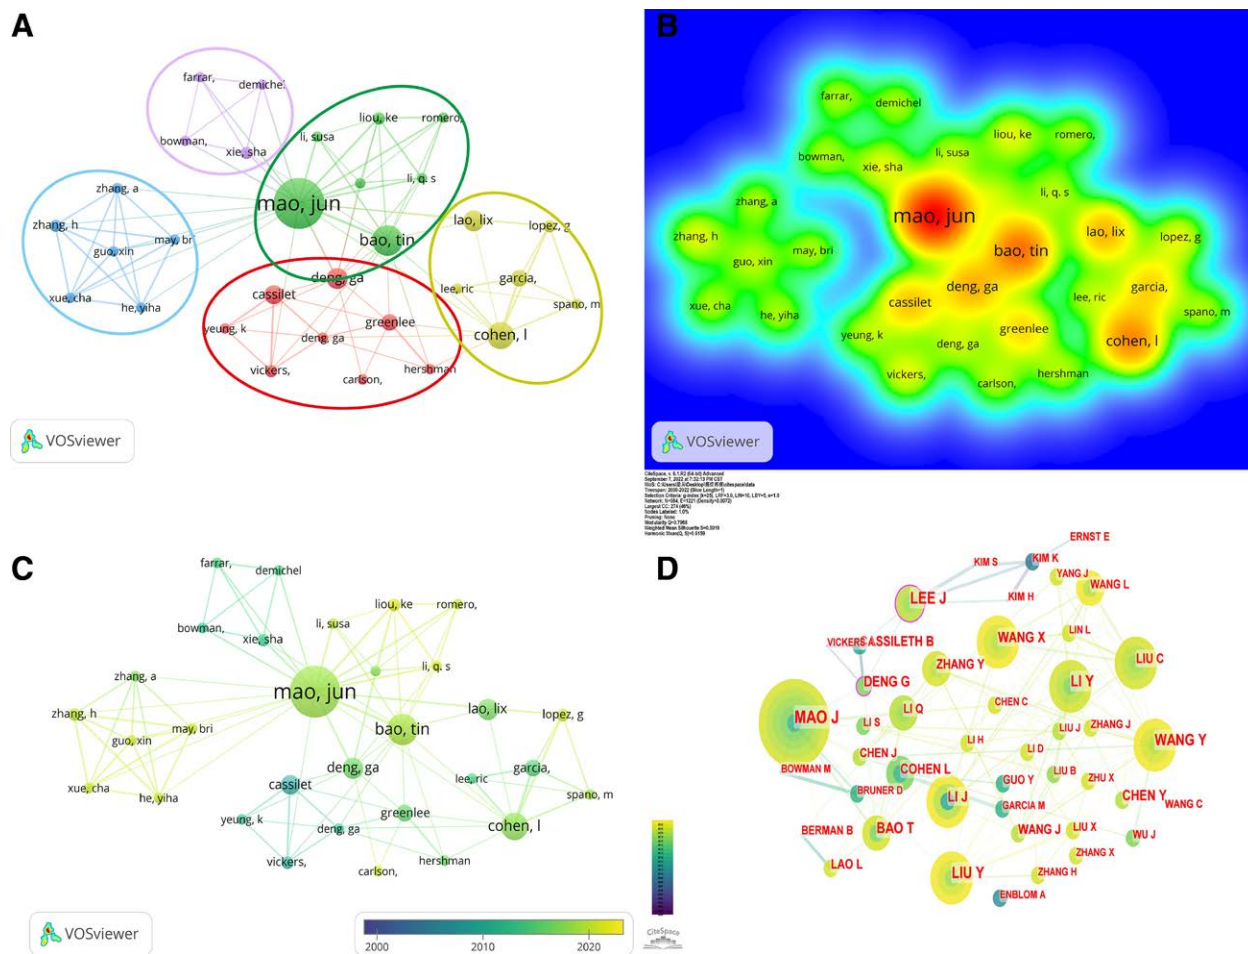 A
farrar,
demichel
bowman,
xie, sha
liou, ke
romero,
li, susa
li, q. s
mao, jun
bao, tin
zhang, a
zhang, h
may, br
guo, xin
xue, cha
he, yiha
lao, lix
lopez, g
garcia,
lee, ric
spano, m
cohen, l
deng, ga
cassilet
yeung, k
deng, ga
greenlee
vickers,
carlson,
hershman
VOSviewer
B
farrar,
demichel
liou, ke
romero,
bowman,
xie, sha
li, susa
li, q. s
zhang, a
mao, jun
lao, lix
lopez, g
zhang, h
may, bri
bao, tin
guo, xin
deng, ga
garcia,
xue, cha
he, yiha
cassilet
lee, ric
spano, m
yeung, k
greenlee
deng, ga
cohen, l
vickers,
carlson,
hershman
VOSviewer
C
farrar,
demichel
bowman,
xie, sha
liou, ke
romero,
li, susa
li, q. s
zhang, a
mao, jun
zhang, h
may, bri
guo, xin
bao, tin
lao, lix
lopez, g
xue, cha
he, yiha
deng, ga
lee, ric
garcia,
cassilet
spano, m
yeung, k
deng, ga
greenlee
cohen, l
vickers,
carlson,
hershman
VOSviewer
2000
2010
2020
CiteSpace
D
ERNST E
KIM S
KIM K
YANG J
WANG L
LEE J
KIM H
VICKERS A
CASSILETH B
WANG X
LIN L
LIU C
ZHANG Y
DENG G
LI Y
MAO J
LI Q
CHEN C
LI S
LIU J
ZHANG J
WANG Y
LI H
LI D
CHEN J
BOWMAN M
COHEN L
LIU B
ZHU X
BRUNER D
GUO Y
CHEN Y
WANG C
LI J
GARCIA M
BERMAN B
BAO T
WANG J
LIU X
WU J
LAO L
LIU Y
ZHANG X
ZHANG H
ENBLOM A